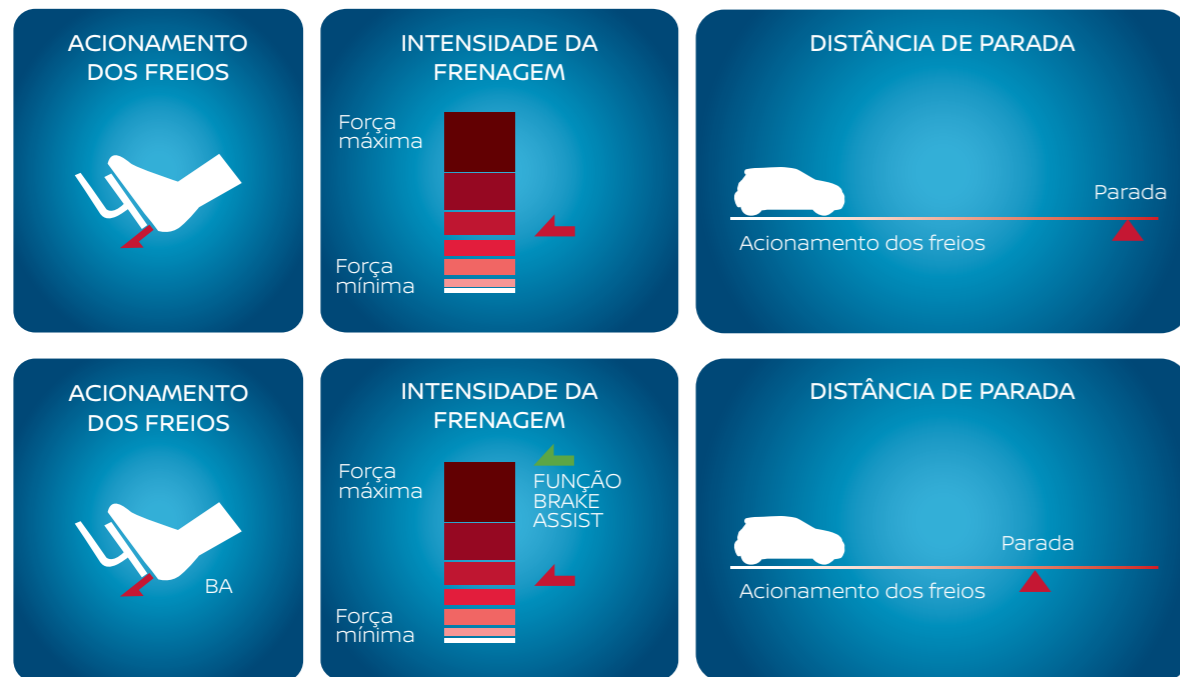 ACIONAMENTO
DOS FREIOS
INTENSIDADE DA
FRENAGEM
Força
máxima
Força
mínima
DISTÂNCIA DE PARADA
Parada
Acionamento dos freios
ACIONAMENTO
DOS FREIOS
BA
INTENSIDADE DA
FRENAGEM
Força
máxima
FUNÇÃO
BRAKE
ASSIST
Força
mínima
DISTÂNCIA DE PARADA
Parada
Acionamento dos freios